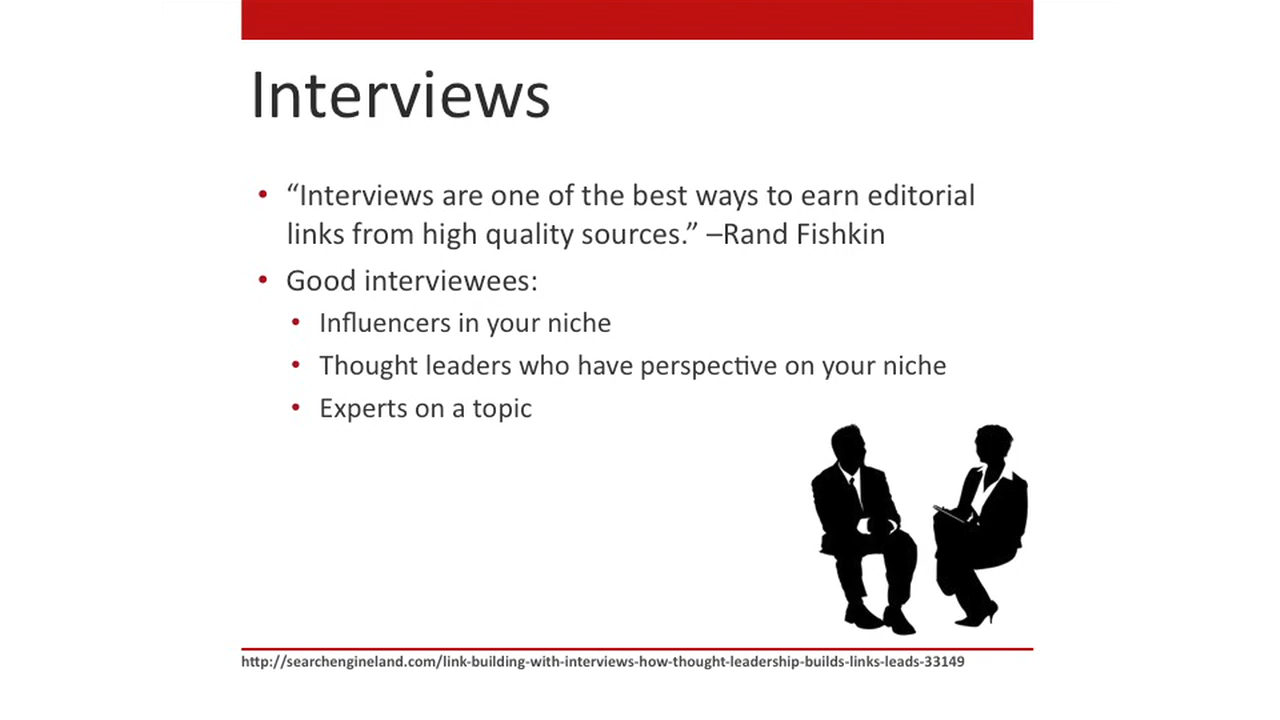 Interviews
• “Interviews are one of the best ways to earn editorial
links from high quality sources.” –Rand Fishkin
• Good interviewees:
• Influencers in your niche
• Thought leaders who have perspective on your niche
• Experts on a topic
http://searchengineland.com/link-building-with-interviews-how-thought-leadership-builds-links-leads-33149